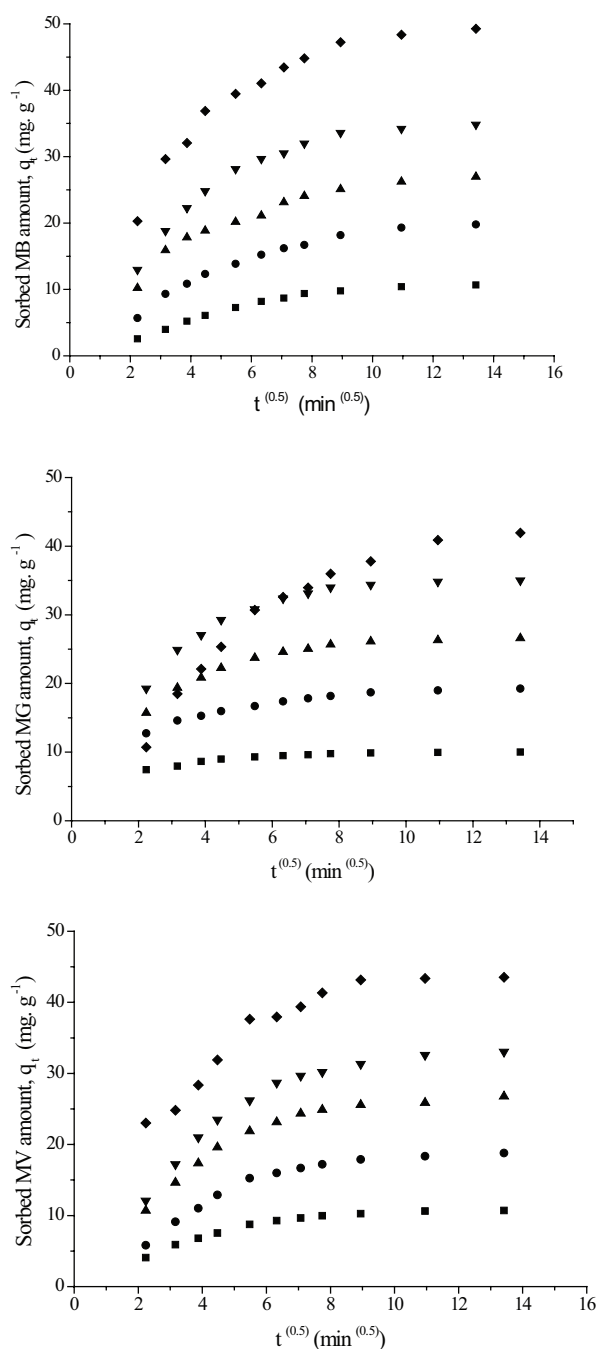 50
40
30
20
10
0
Sorbed MB amount, q_t (mg. g^-1)
0 2 4 6 8 10 12 14 16
t^(0.5) (min^(0.5))
50
40
30
20
10
0
Sorbed MG amount, q_t (mg. g^-1)
0 2 4 6 8 10 12 14
t^(0.5) (min^(0.5))
50
40
30
20
10
0
Sorbed MV amount, q_t (mg. g^-1)
0 2 4 6 8 10 12 14 16
t^(0.5) (min^(0.5))